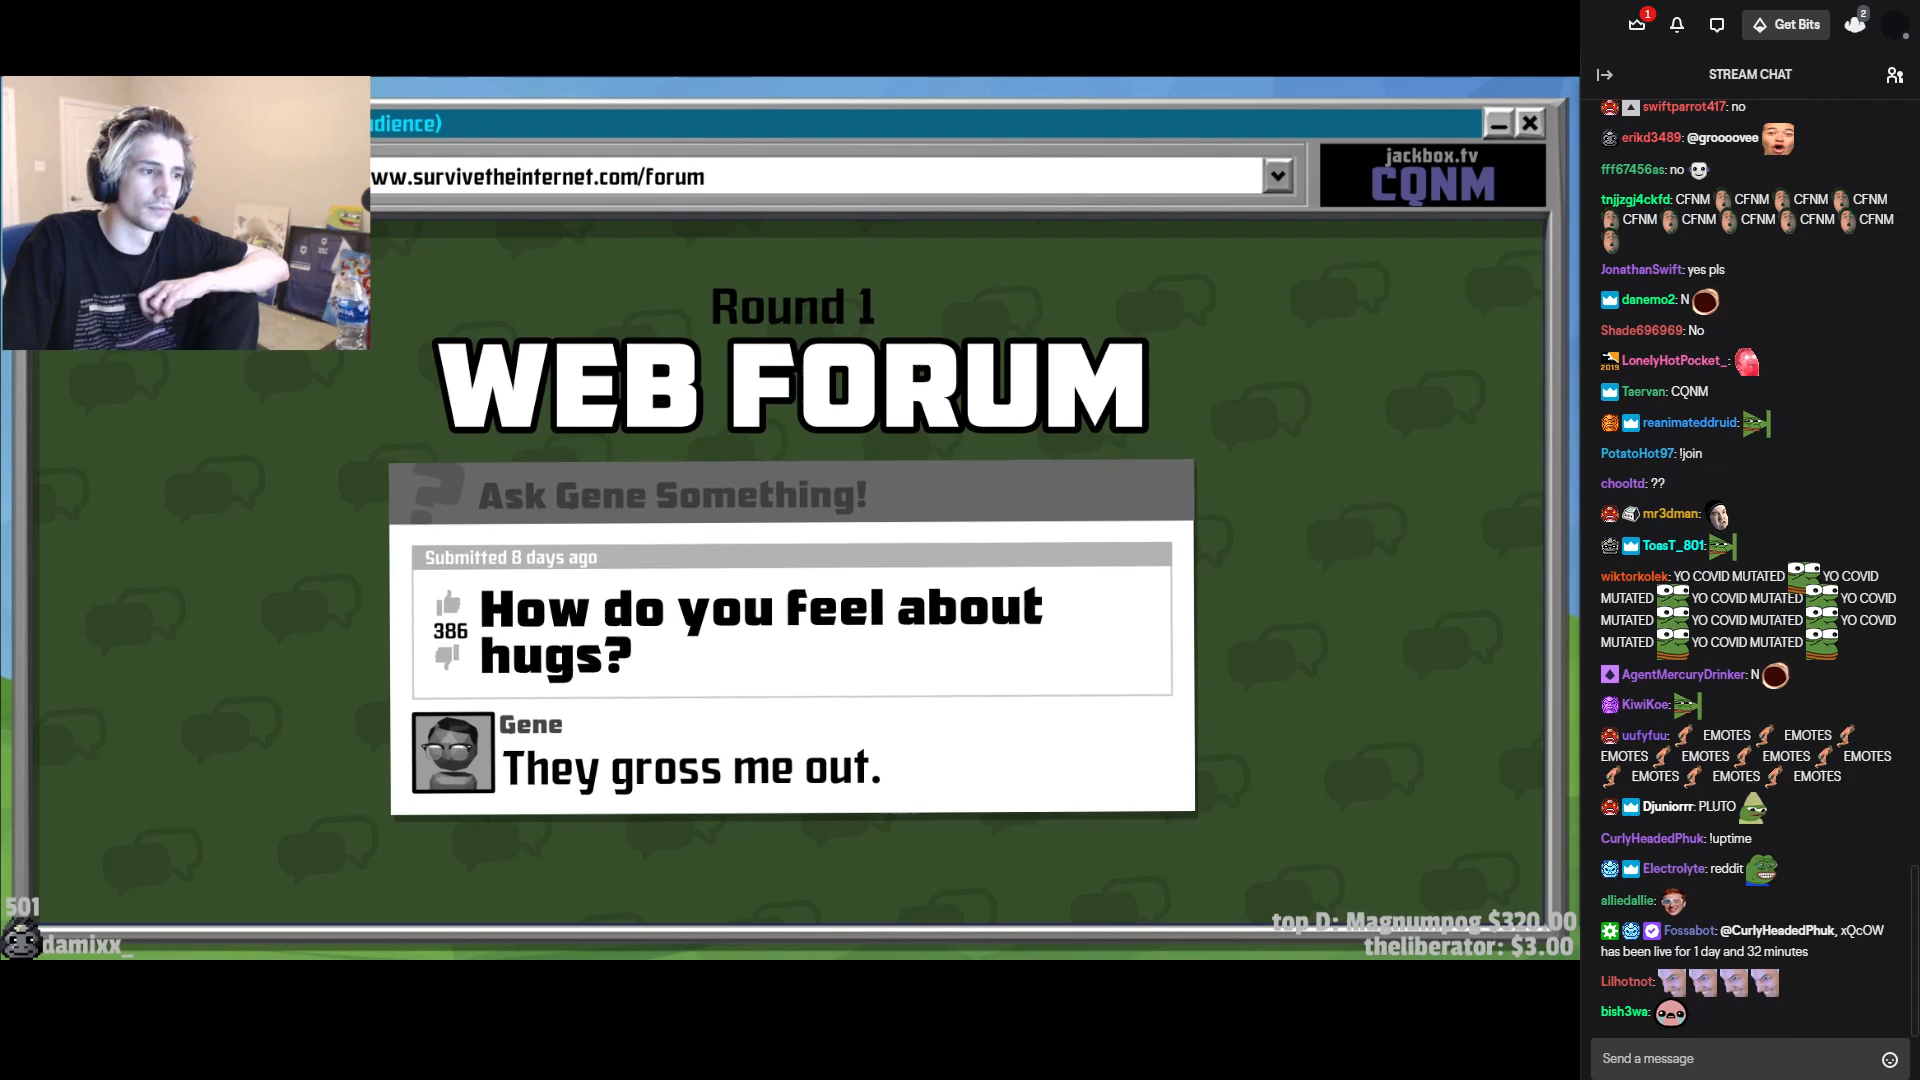 1
2
Get Bits
STREAM CHAT
dience)
ww.survivetheinternet.com/forum
jackbox.tv
CQNM
Round 1
WEB FORUM
Ask Gene Something!
Submitted 8 days ago
386
How do you feel about
hugs?
Gene
They gross me out.
501
damixx_
top D: Magnumpog $320.00
theliberator: $3.00
swiftparrot417: no
erikd3489: @groooovee
fff67456as: no
tnjjzgj4ckfd: CFNM CFNM CFNM CFNM
CFNM CFNM CFNM CFNM CFNM
JonathanSwift: yes pls
danemo2: N
Shade696969: No
2019 LonelyHotPocket_:
Taervan: CQNM
reanimateddruid:
PotatoHot97: !join
chooltd: ??
mr3dman:
ToasT_801:
wiktorkolek: YO COVID MUTATED YO COVID
MUTATED YO COVID MUTATED YO COVID
MUTATED YO COVID MUTATED YO COVID
MUTATED YO COVID MUTATED
AgentMercuryDrinker: N
KiwiKoe:
uufyfuu: EMOTES EMOTES
EMOTES EMOTES EMOTES EMOTES
EMOTES EMOTES EMOTES
Djuniorrr: PLUTO
CurlyHeadedPhuk: !uptime
Electrolyte: reddit
alliedallie:
Fossabot: @CurlyHeadedPhuk, xQcOW
has been live for 1 day and 32 minutes
Lilhotnot:
bish3wa:
Send a message